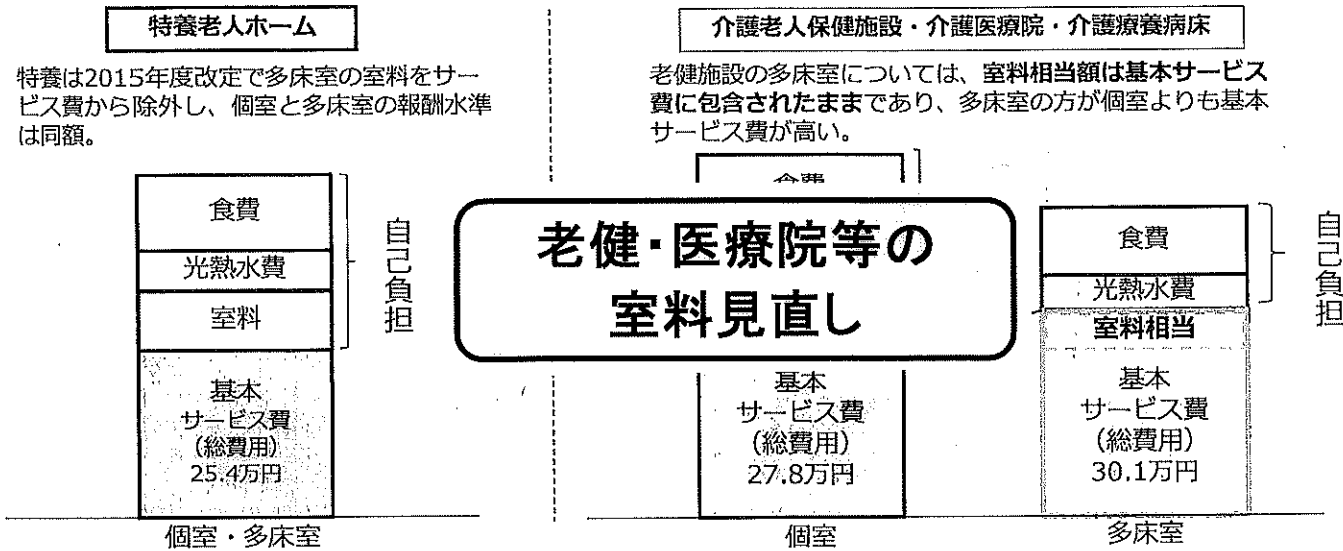 特養老人ホーム
特養は2015年度改定で多床室の室料をサー
ビス費から除外し、個室と多床室の報酬水準
は同額。
食費
光熱水費
室料
基本
サービス費
(総費用)
25.4万円
自己負担
個室・多床室
介護老人保健施設・介護医療院・介護療養病床
老健施設の多床室については、室料相当額は基本サービス
費に包含されたままであり、多床室の方が個室よりも基本
サービス費が高い。
老健・医療院等の
室料見直し
食費
基本
サービス費
(総費用)
27.8万円
個室
食費
光熱水費
室料相当
基本
サービス費
(総費用)
30.1万円
自己負担
多床室